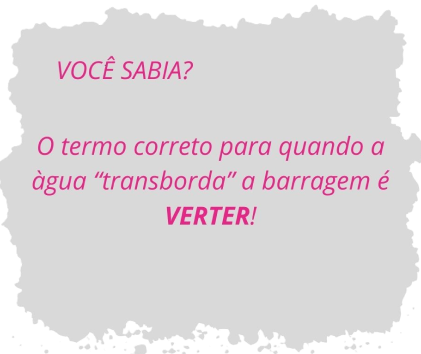 VOCÊ SABIA?
O termo correto para quando a
àgua “transborda” a barragem é
VERTER!